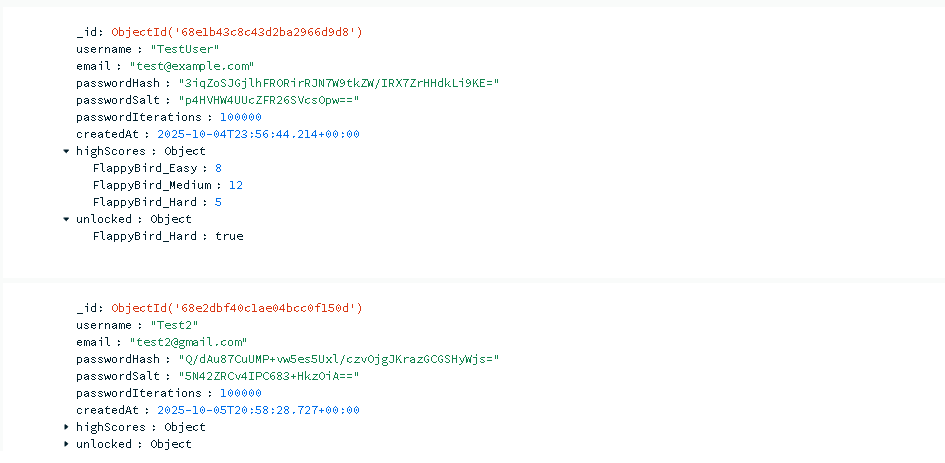 _id: ObjectId('68e1b43c8c43d2ba2966d9d8')
username : "TestUser"
email : "test@example.com"
passwordHash : "3iqZoSJGjlhFRORirRJN7W9tkZW/IRX7ZrHHdkLi9KE="
passwordSalt : "p4HVHW4UUcZFR26SVcsOpw=="
passwordIterations : 100000
createdAt : 2025-10-04T23:56:44.214+00:00
highScores : Object
FlappyBird_Easy : 8
FlappyBird_Medium : 12
FlappyBird_Hard : 5
unlocked : Object
FlappyBird_Hard : true
_id: ObjectId('68e2dbf40c1ae04bcc0f150d')
username : "Test2"
email : "test2@gmail.com"
passwordHash : "Q/dAu87CuUMP+vw5es5Uxl/czvOjgJKrazGCGSHyWjs="
passwordSalt : "5N42ZRCv4IPC683+HkzOiA=="
passwordIterations : 100000
createdAt : 2025-10-05T20:58:28.727+00:00
highScores : Object
unlocked : Object